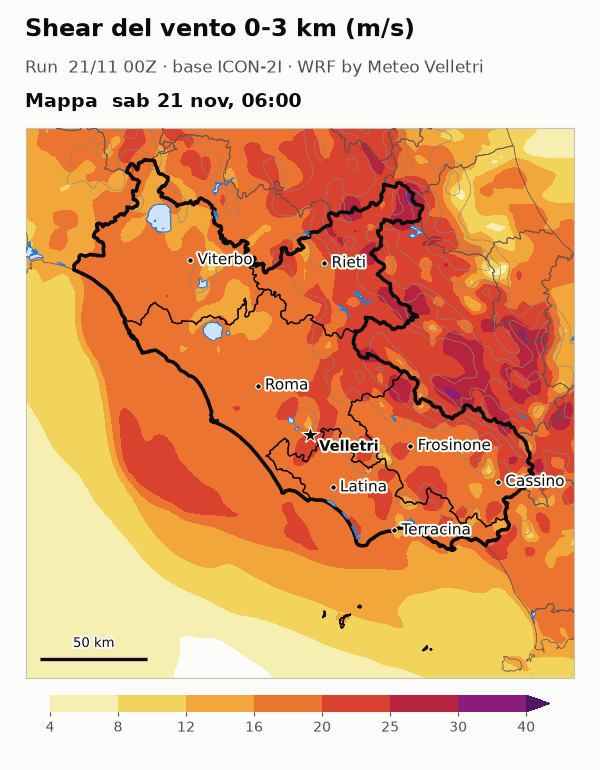 Shear del vento 0-3 km (m/s)
Run  21/11 00Z · base ICON-2I · WRF by Meteo Velletri
Mappa  sab 21 nov, 06:00
Viterbo
Rieti
Roma
Velletri
Frosinone
Latina
Cassino
Terracina
50 km
4 8 12 16 20 25 30 40